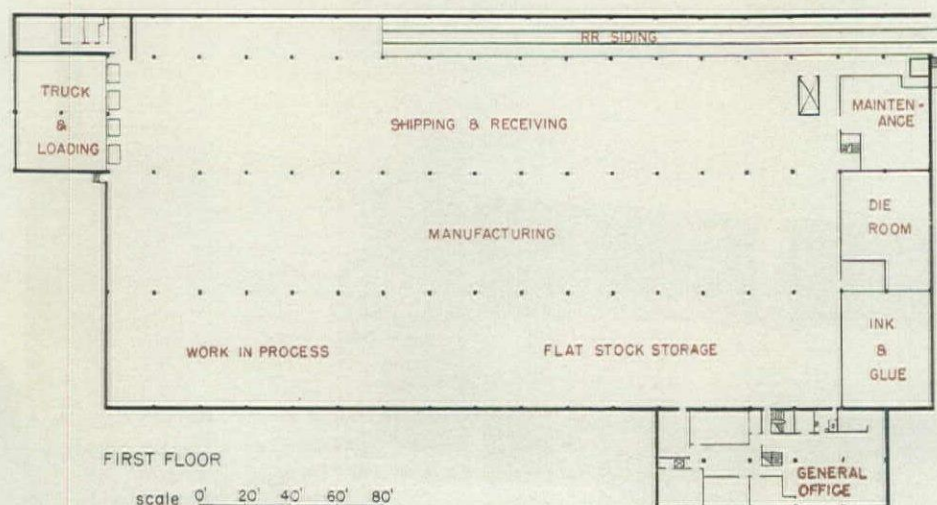 RR SIDING
TRUCK
&
LOADING
SHIPPING & RECEIVING
MAINTEN-
ANCE
MANUFACTURING
DIE
ROOM
WORK IN PROCESS
FLAT STOCK STORAGE
INK
&
GLUE
FIRST FLOOR
scale 0' 20' 40' 60' 80'
GENERAL
OFFICE